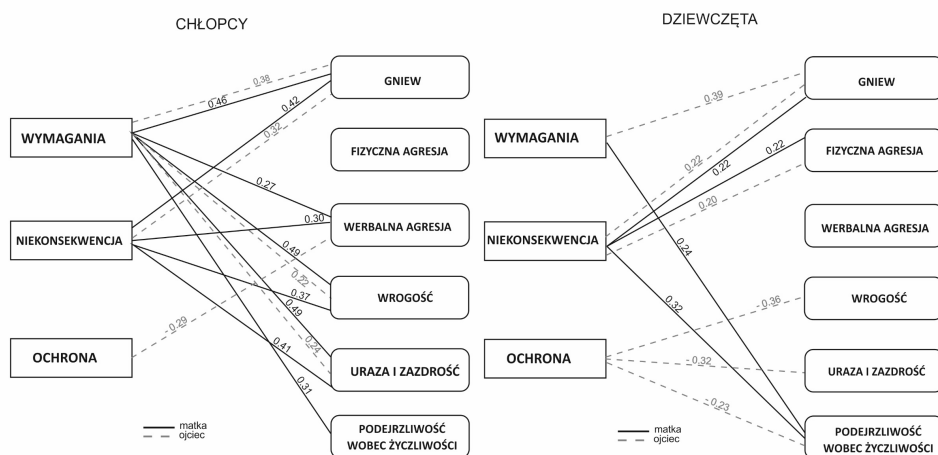 CHŁOPCY
WYMAGANIA
NIEKONSEKWENCJA
OCHRONA
GNIEW
FIZYCZNA AGRESJA
WERBALNA AGRESJA
WROGOŚĆ
URAZA I ZAZDROŚĆ
PODEJRZLIWOŚĆ
WOBEC ŻYCZLIWOŚCI
0.38
0.46
0.42
0.32
0.27
0.30
0.49
0.22
0.37
0.49
0.24
0.41
0.31
- 0.29
matka
ojciec
DZIEWCZĘTA
WYMAGANIA
NIEKONSEKWENCJA
OCHRONA
GNIEW
FIZYCZNA AGRESJA
WERBALNA AGRESJA
WROGOŚĆ
URAZA I ZAZDROŚĆ
PODEJRZLIWOŚĆ
WOBEC ŻYCZLIWOŚCI
0.39
0.22
0.22
0.22
0.20
0.24
0.32
- 0.36
- 0.32
- 0.23
matka
ojciec